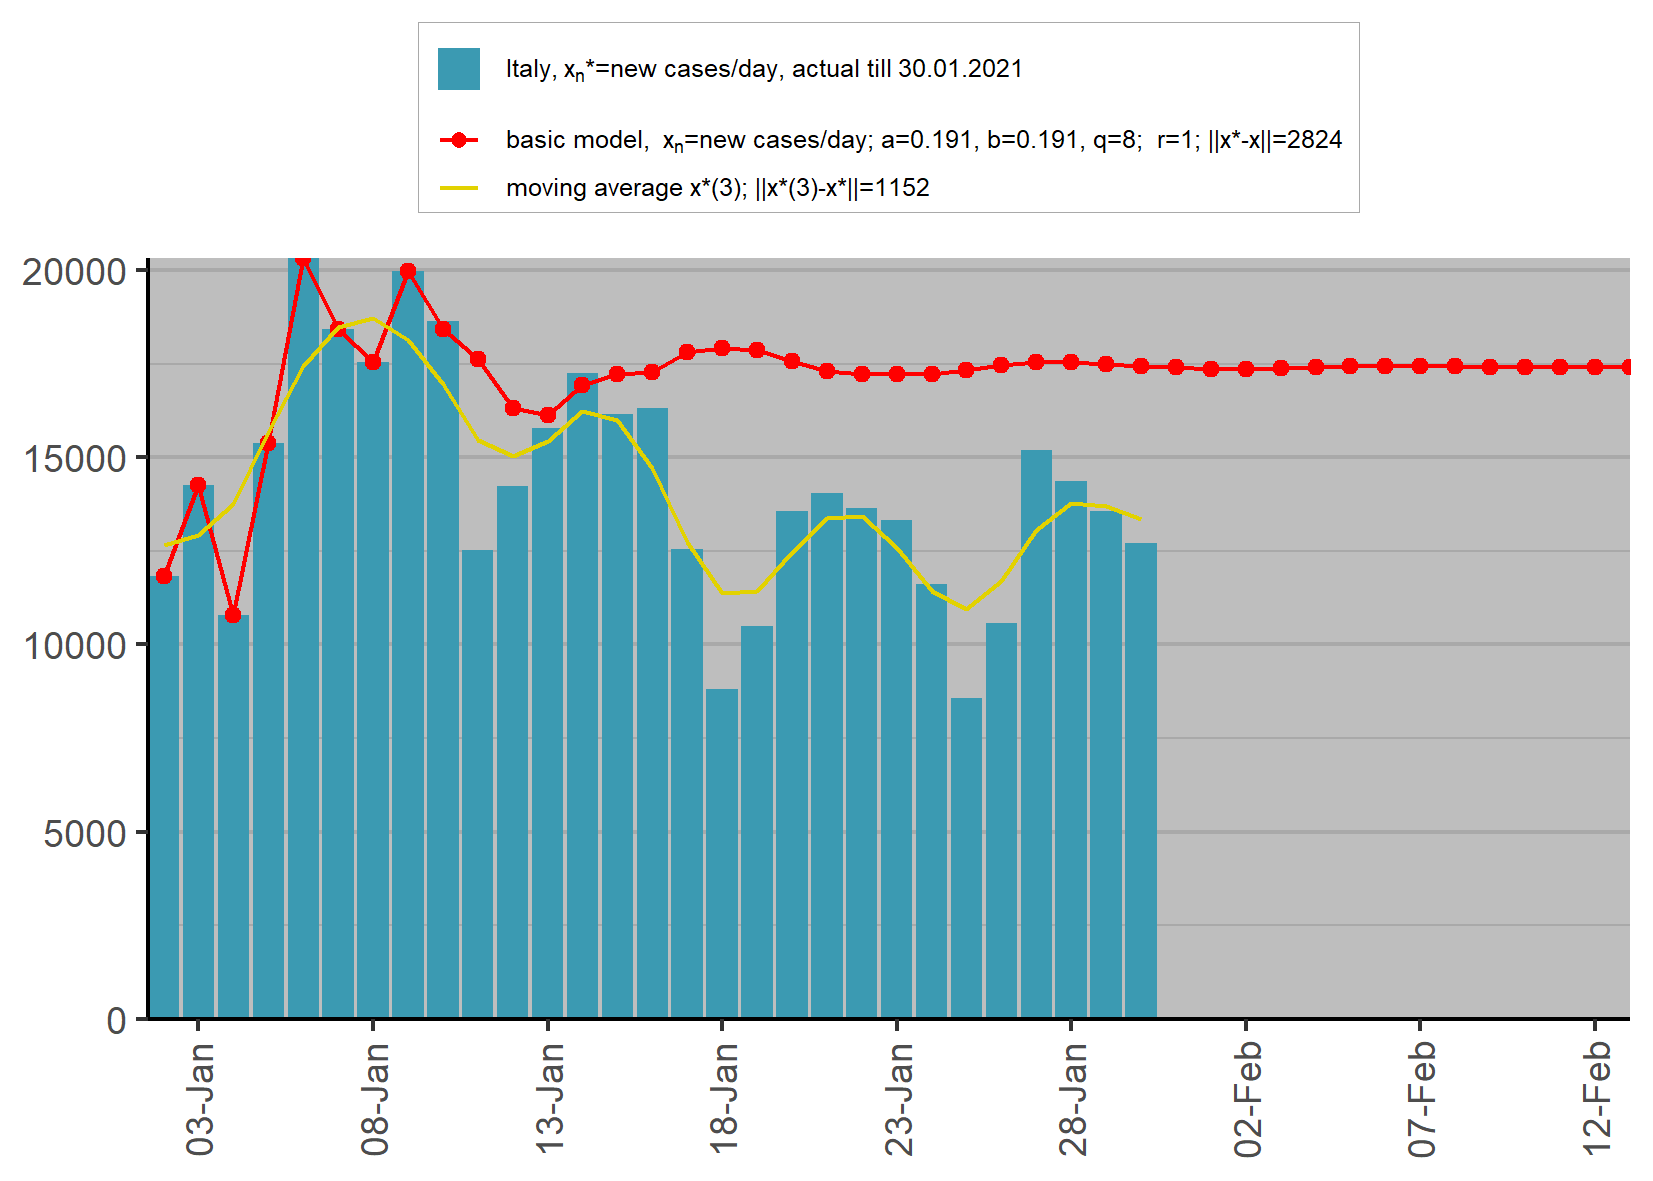 Italy, xn*=new cases/day, actual till 30.01.2021
basic model,  xn=new cases/day; a=0.191, b=0.191, q=8;  r=1; ||x*-x||=2824
moving average x*(3); ||x*(3)-x*||=1152
20000
15000
10000
5000
0
03-Jan
08-Jan
13-Jan
18-Jan
23-Jan
28-Jan
02-Feb
07-Feb
12-Feb